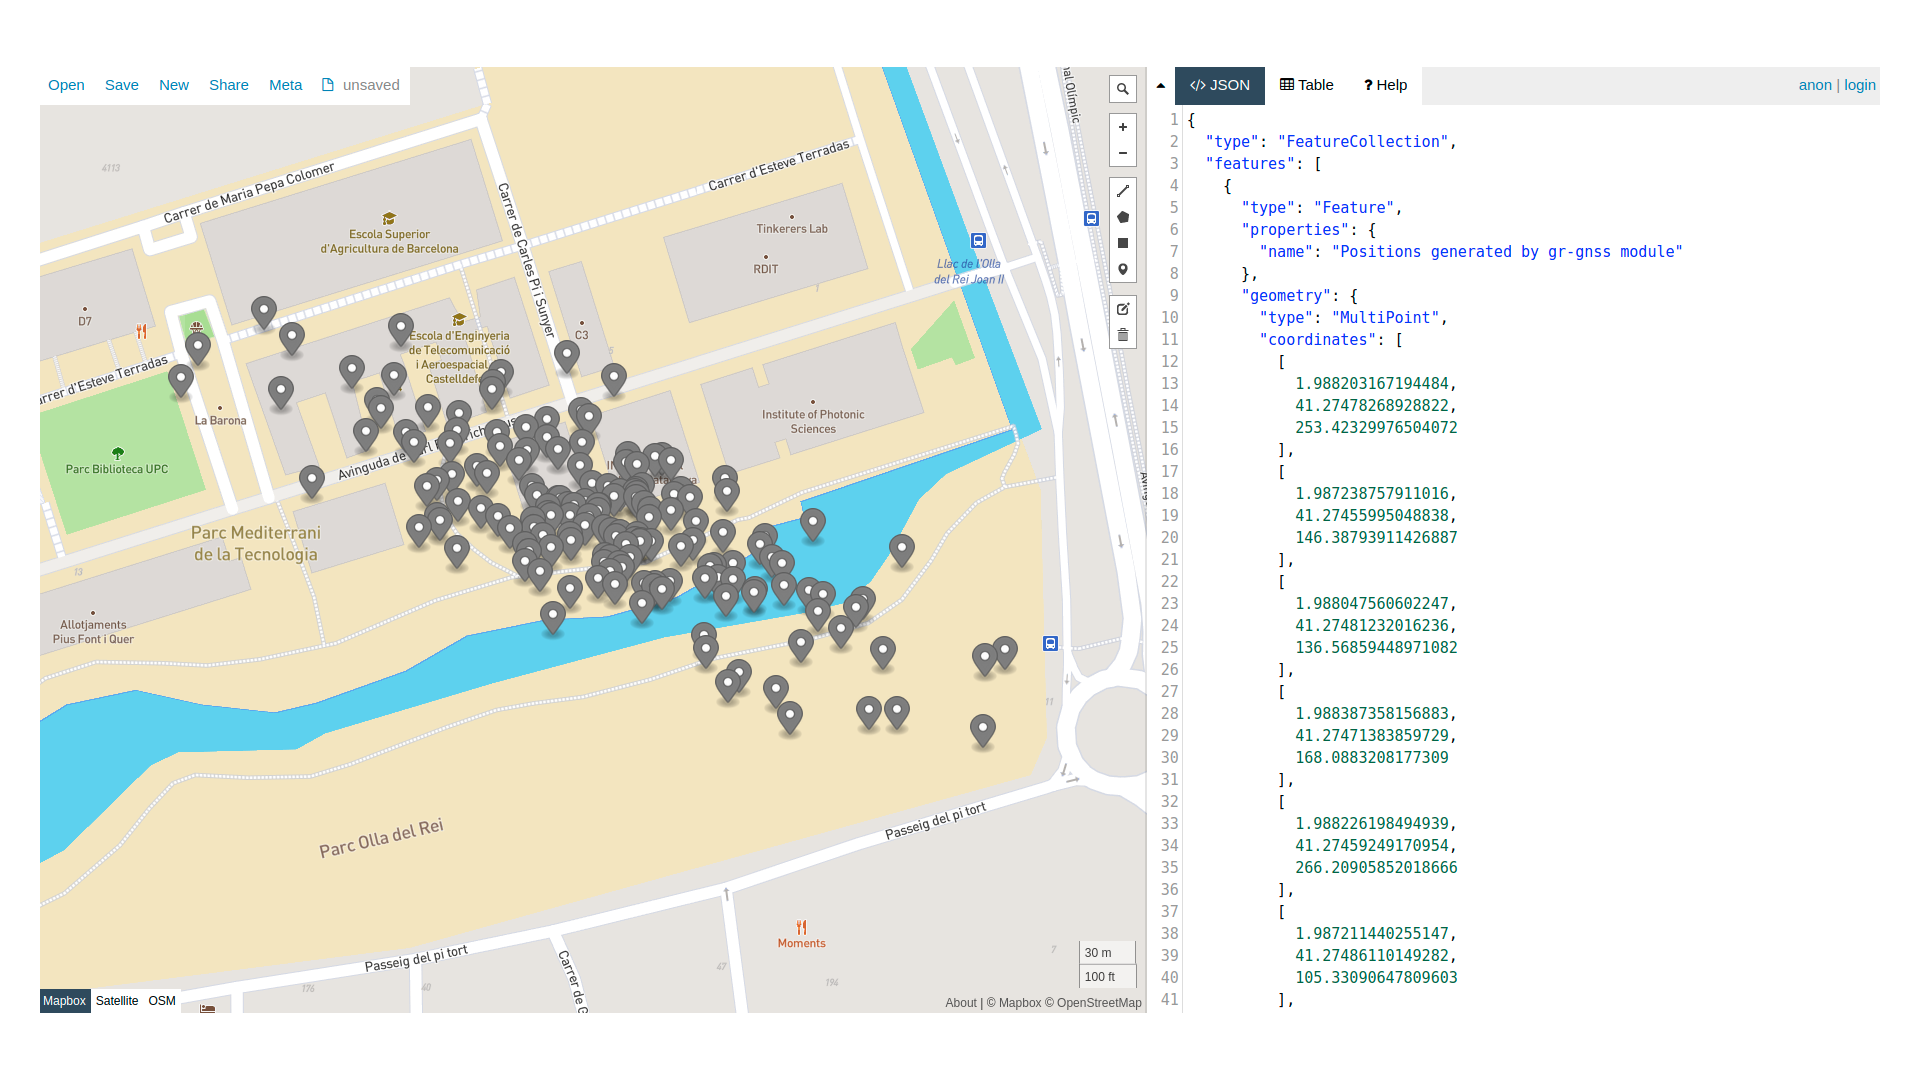 Open Save New Share Meta unsaved
4113
Carrer de Maria Pepa Colomer
Carrer d'Esteve Terradas
Carrer de Carles Pi i Sunyer
Escola Superior
d'Agricultura de Barcelona
Tinkerers Lab
RDIT
Llac de l'Olla
del Rei Joan II
D7
Escola d'Enginyeria
de Telecomunicació
i Aeroespacial
Castelldefels
C3
5
7
La Barona
Institute of Photonic
Sciences
Parc Biblioteca UPC
Avinguda de
Parc Mediterrani
de la Tecnologia
13
Allotjaments
Pius Font i Quer
11
Parc Olla del Rei
Passeig del pi tort
Moments
Passeig del pi tort
Carrer de G
7
47
194
176
40
30 m
100 ft
Mapbox Satellite OSM
About | © Mapbox © OpenStreetMap
</> JSON Table ? Help anon | login
1 {
2 "type": "FeatureCollection",
3 "features": [
4 {
5 "type": "Feature",
6 "properties": {
7 "name": "Positions generated by gr-gnss module"
8 },
9 "geometry": {
10 "type": "MultiPoint",
11 "coordinates": [
12 [
13 1.988203167194484,
14 41.27478268928822,
15 253.42329976504072
16 ],
17 [
18 1.987238757911016,
19 41.27455995048838,
20 146.38793911426887
21 ],
22 [
23 1.988047560602247,
24 41.27481232016236,
25 136.56859448971082
26 ],
27 [
28 1.988387358156883,
29 41.27471383859729,
30 168.0883208177309
31 ],
32 [
33 1.988226198494939,
34 41.27459249170954,
35 266.20905852018666
36 ],
37 [
38 1.987211440255147,
39 41.27486110149282,
40 105.33090647809603
41 ],